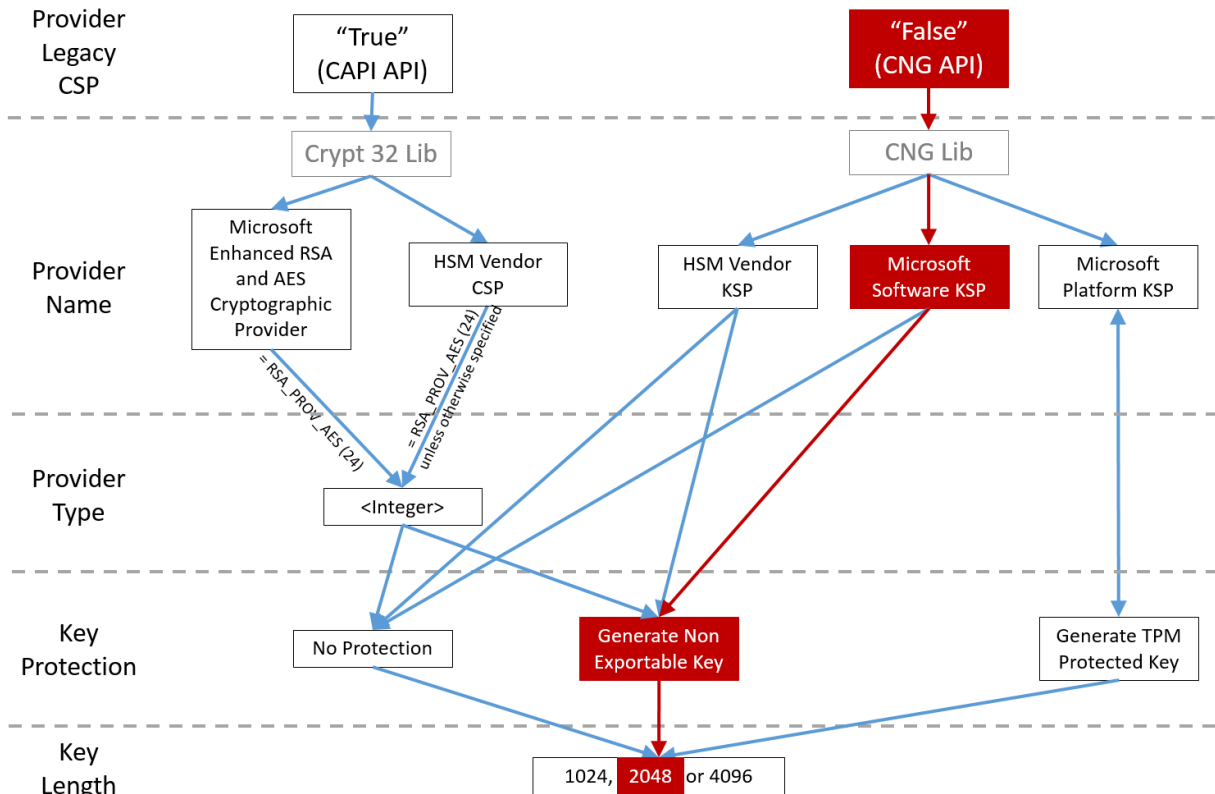 Provider
Legacy
CSP
“True”
(CAPI API)
“False”
(CNG API)
Crypt 32 Lib
CNG Lib
Provider
Name
Microsoft
Enhanced RSA
and AES
Cryptographic
Provider
HSM Vendor
CSP
HSM Vendor
KSP
Microsoft
Software KSP
Microsoft
Platform KSP
= RSA_PROV_AES (24)
= RSA_PROV_AES (24)
unless otherwise specified
Provider
Type
<Integer>
Key
Protection
No Protection
Generate Non
Exportable Key
Generate TPM
Protected Key
Key
Length
1024, 2048 or 4096